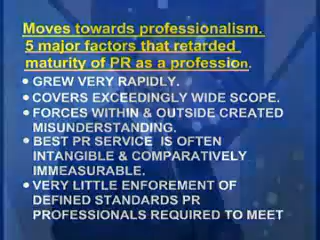 Moves towards professionalism.
5 major factors that retarded
maturity of PR as a profession.
GREW VERY RAPIDLY.
COVERS EXCEEDINGLY WIDE SCOPE.
FORCES WITHIN & OUTSIDE CREATED
MISUNDERSTANDING.
BEST PR SERVICE IS OFTEN
INTANGIBLE & COMPARATIVELY
IMMEASURABLE.
VERY LITTLE ENFOREMENT OF
DEFINED STANDARDS PR
PROFESSIONALS REQUIRED TO MEET